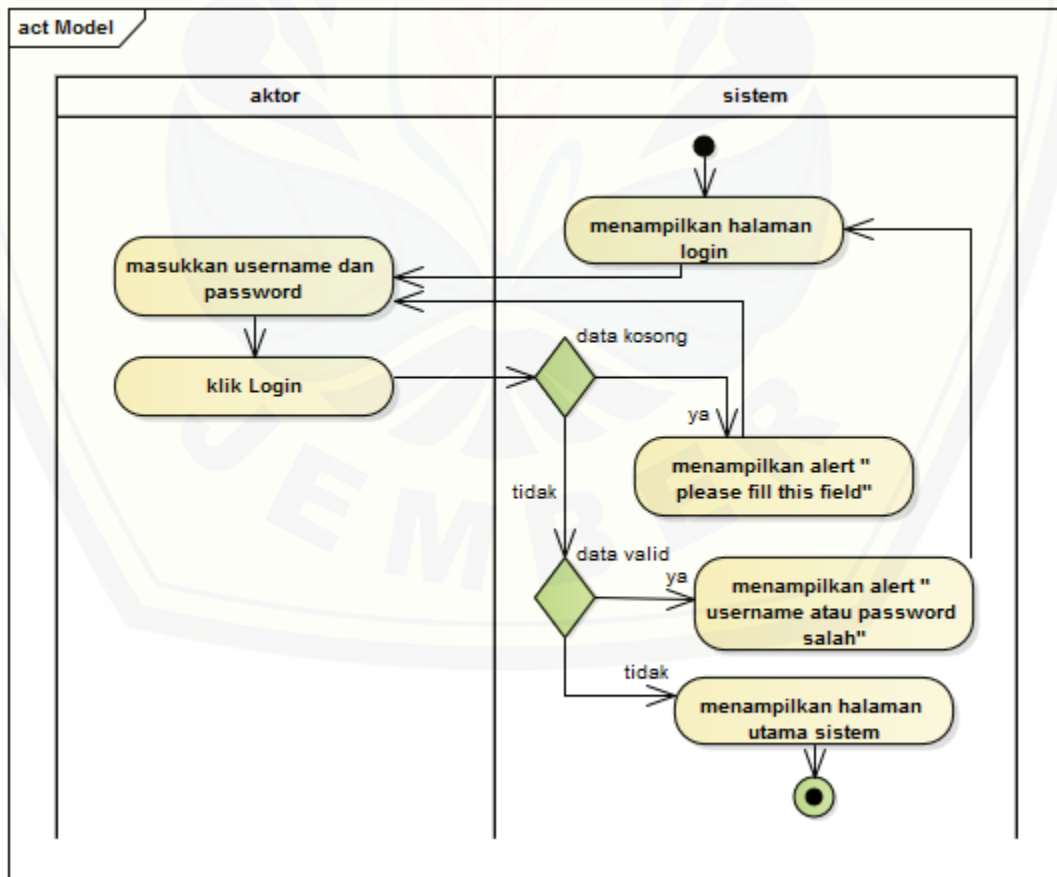 act Model
aktor
sistem
menampilkan halaman
login
masukkan username dan
password
klik Login
data kosong
ya
menampilkan alert "
please fill this field"
tidak
data valid
ya
menampilkan alert "
username atau password
salah"
tidak
menampilkan halaman
utama sistem
JEMBER